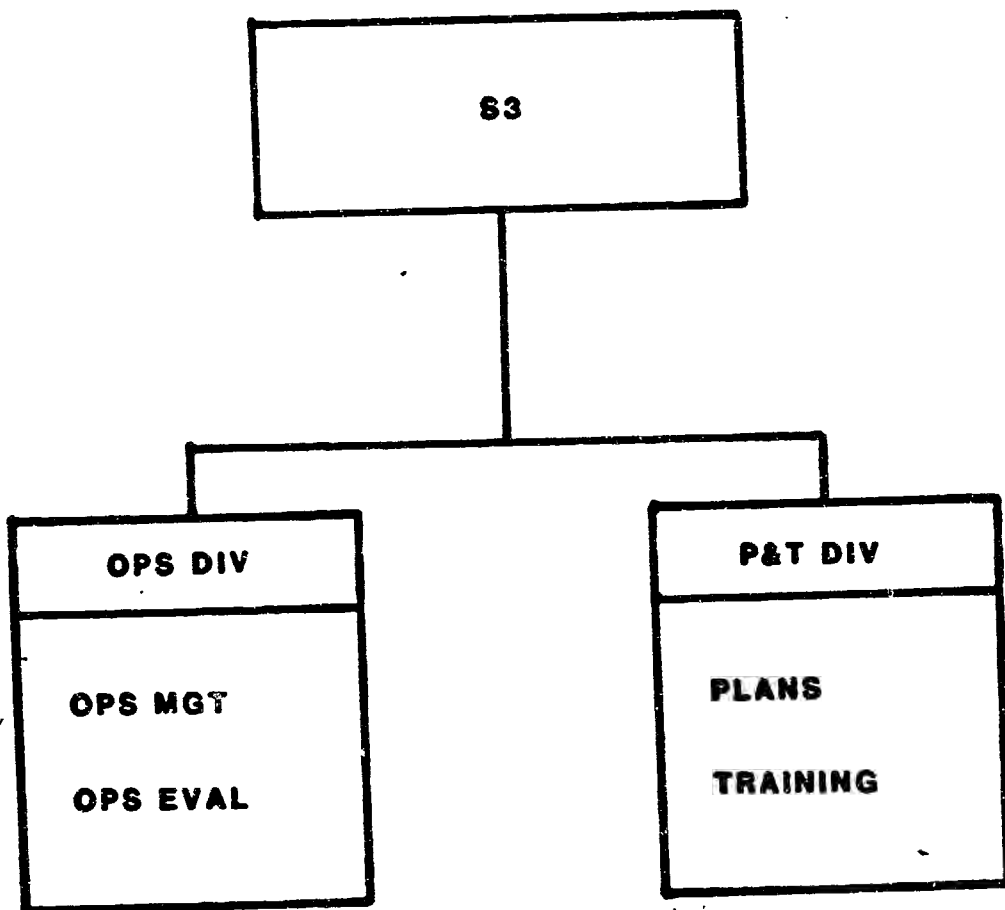 S3
OPS DIV
OPS MGT
OPS EVAL
P&T DIV
PLANS
TRAINING